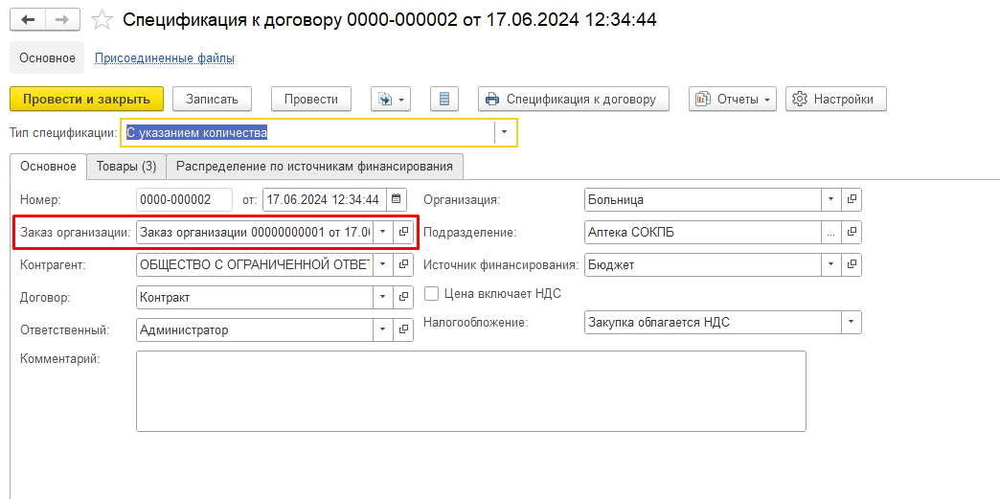 Спецификация к договору 0000-000002 от 17.06.2024 12:34:44
Основное Присоединенные файлы
Провести и закрыть Записать Провести Спецификация к договору Отчеты Настройки
Тип спецификации: С указанием количества
Основное Товары (3) Распределение по источникам финансирования
Номер: 0000-000002 от: 17.06.2024 12:34:44 Организация: Больница
Заказ организации: Заказ организации 00000000001 от 17.0 Подразделение: Аптека СОКПБ ...
Контрагент: ОБЩЕСТВО С ОГРАНИЧЕННОЙ ОТВЕТ Источник финансирования: Бюджет
Договор: Контракт Цена включает НДС
Ответственный: Администратор Налогообложение: Закупка облагается НДС
Комментарий: